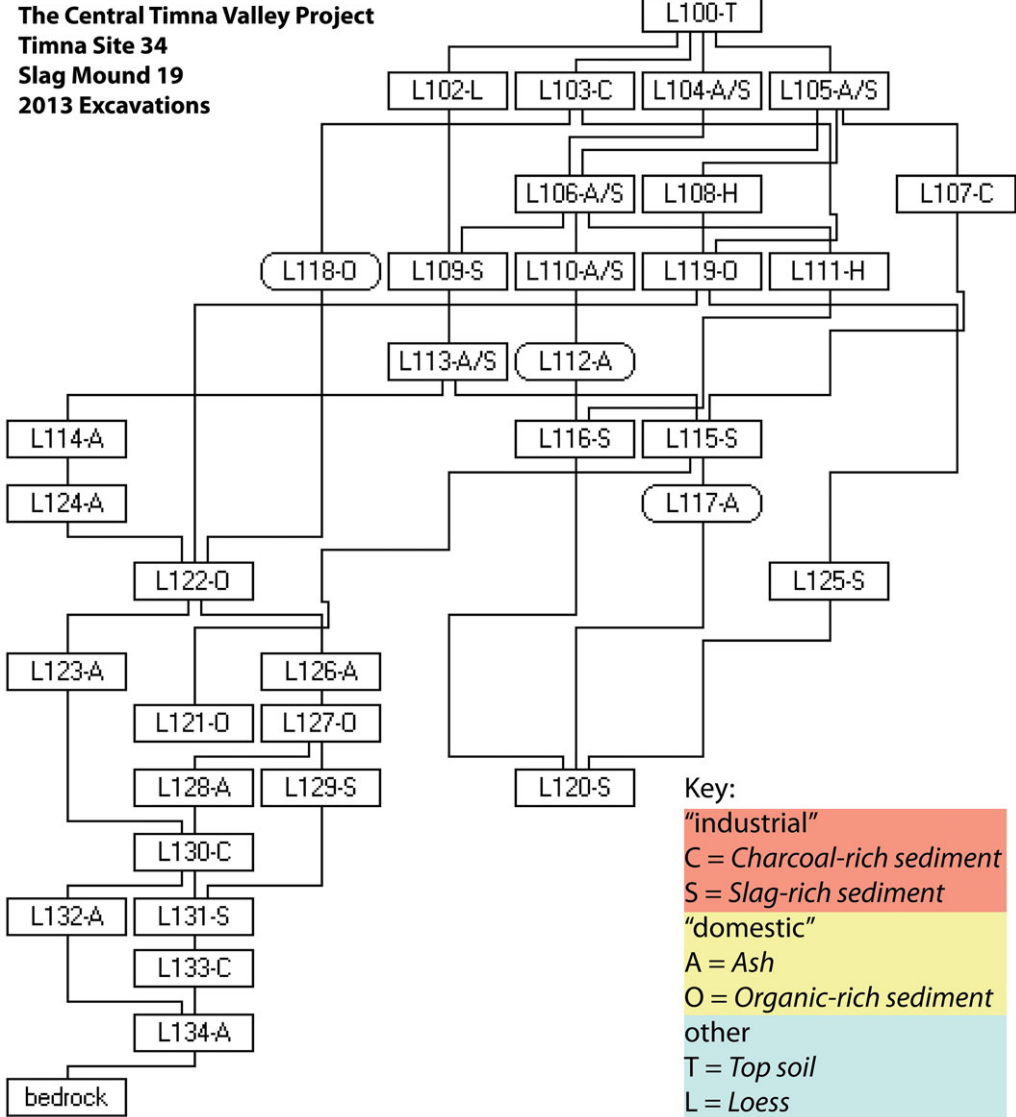 The Central Timna Valley Project
Timna Site 34
Slag Mound 19
2013 Excavations
L100-T
L102-L L103-C L104-A/S L105-A/S
L106-A/S L108-H L107-C
L118-O L109-S L110-A/S L119-O L111-H
L113-A/S L112-A
L114-A L116-S L115-S
L124-A L117-A
L122-O L125-S
L123-A L126-A
L121-O L127-O
L128-A L129-S L120-S
L130-C
L132-A L131-S
L133-C
L134-A
bedrock
Key:
“industrial”
C = Charcoal-rich sediment
S = Slag-rich sediment
“domestic”
A = Ash
O = Organic-rich sediment
other
T = Top soil
L = Loess